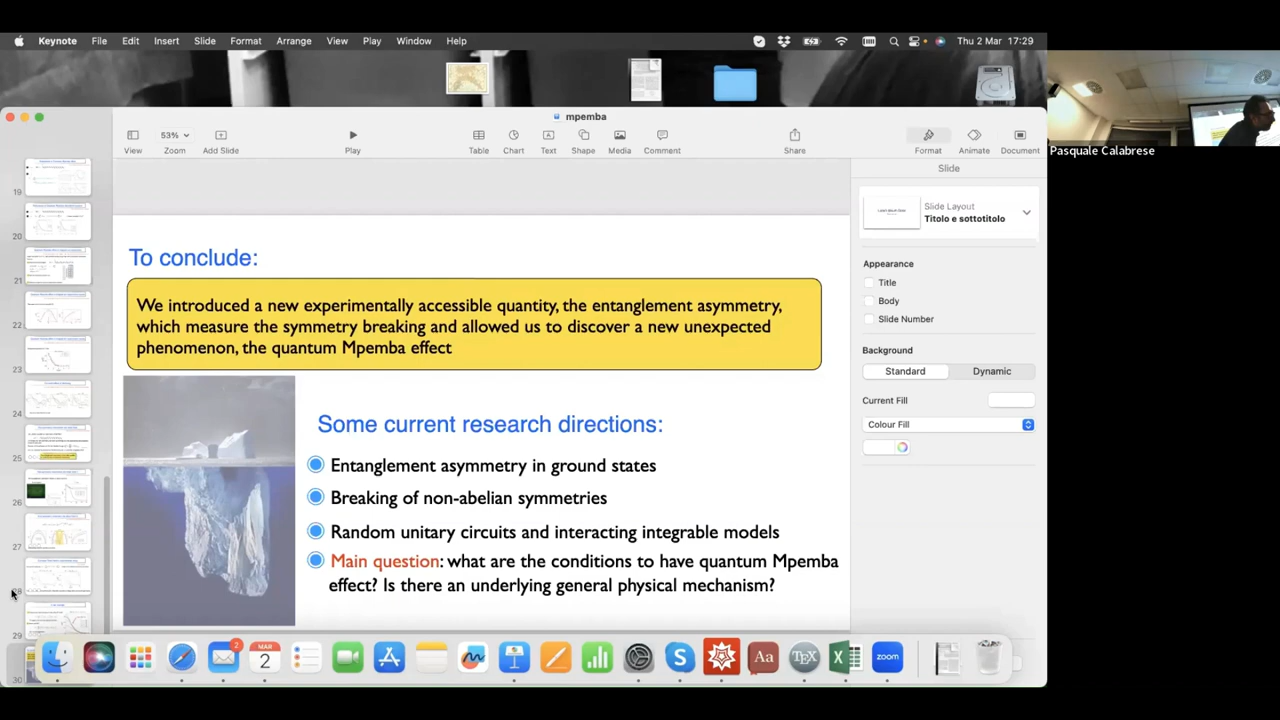 Keynote File Edit Insert Slide Format Arrange View Play Window Help Thu 2 Mar 17:29
mpemba
53%
View Zoom Add Slide Play Table Chart Text Shape Media Comment Share Format Animate Document
Pasquale Calabrese
Slide
Slide Layout
Titolo e sottotitolo
Appearance
Title
Body
Slide Number
Background
Standard Dynamic
Current Fill
Colour Fill
19
20
21
22
23
24
25
26
27
28
29
30
To conclude:
We introduced a new experimentally accessible quantity, the entanglement asymmetry,
which measure the symmetry breaking and allowed us to discover a new unexpected
phenomenon, the quantum Mpemba effect
Some current research directions:
Entanglement asymmetry in ground states
Breaking of non-abelian symmetries
Random unitary circuits and interacting integrable models
Main question: what are the conditions to have quantum Mpemba
effect? Is there an underlying general physical mechanism?
2
MAR
2
Aa
TEX
X
zoom